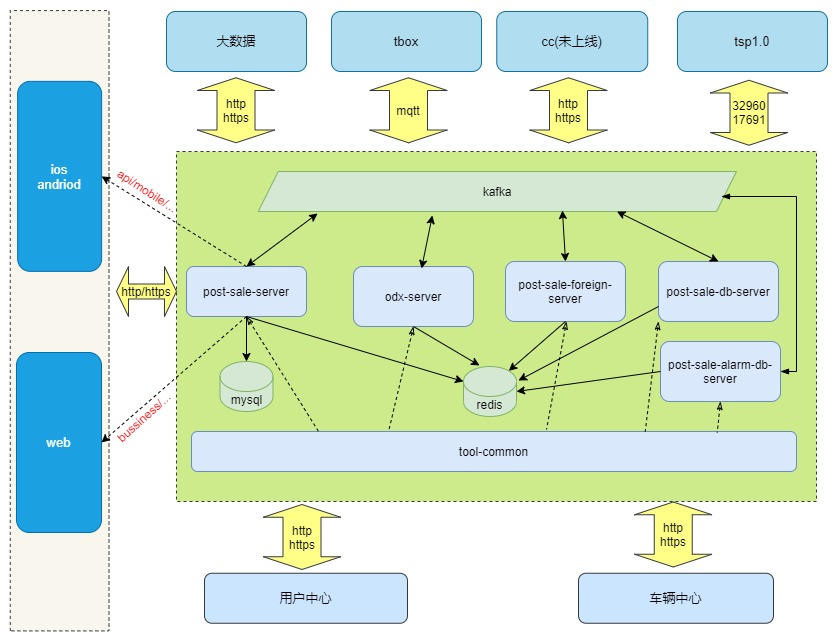 大数据
tbox
cc(未上线)
tsp1.0
http
https
mqtt
http
https
32960
17691
ios
andriod
api/mobile/...
kafka
http/https
post-sale-server
odx-server
post-sale-foreign-
server
post-sale-db-server
post-sale-alarm-db-
server
mysql
redis
bussiness/...
web
tool-common
http
https
http
https
用户中心
车辆中心